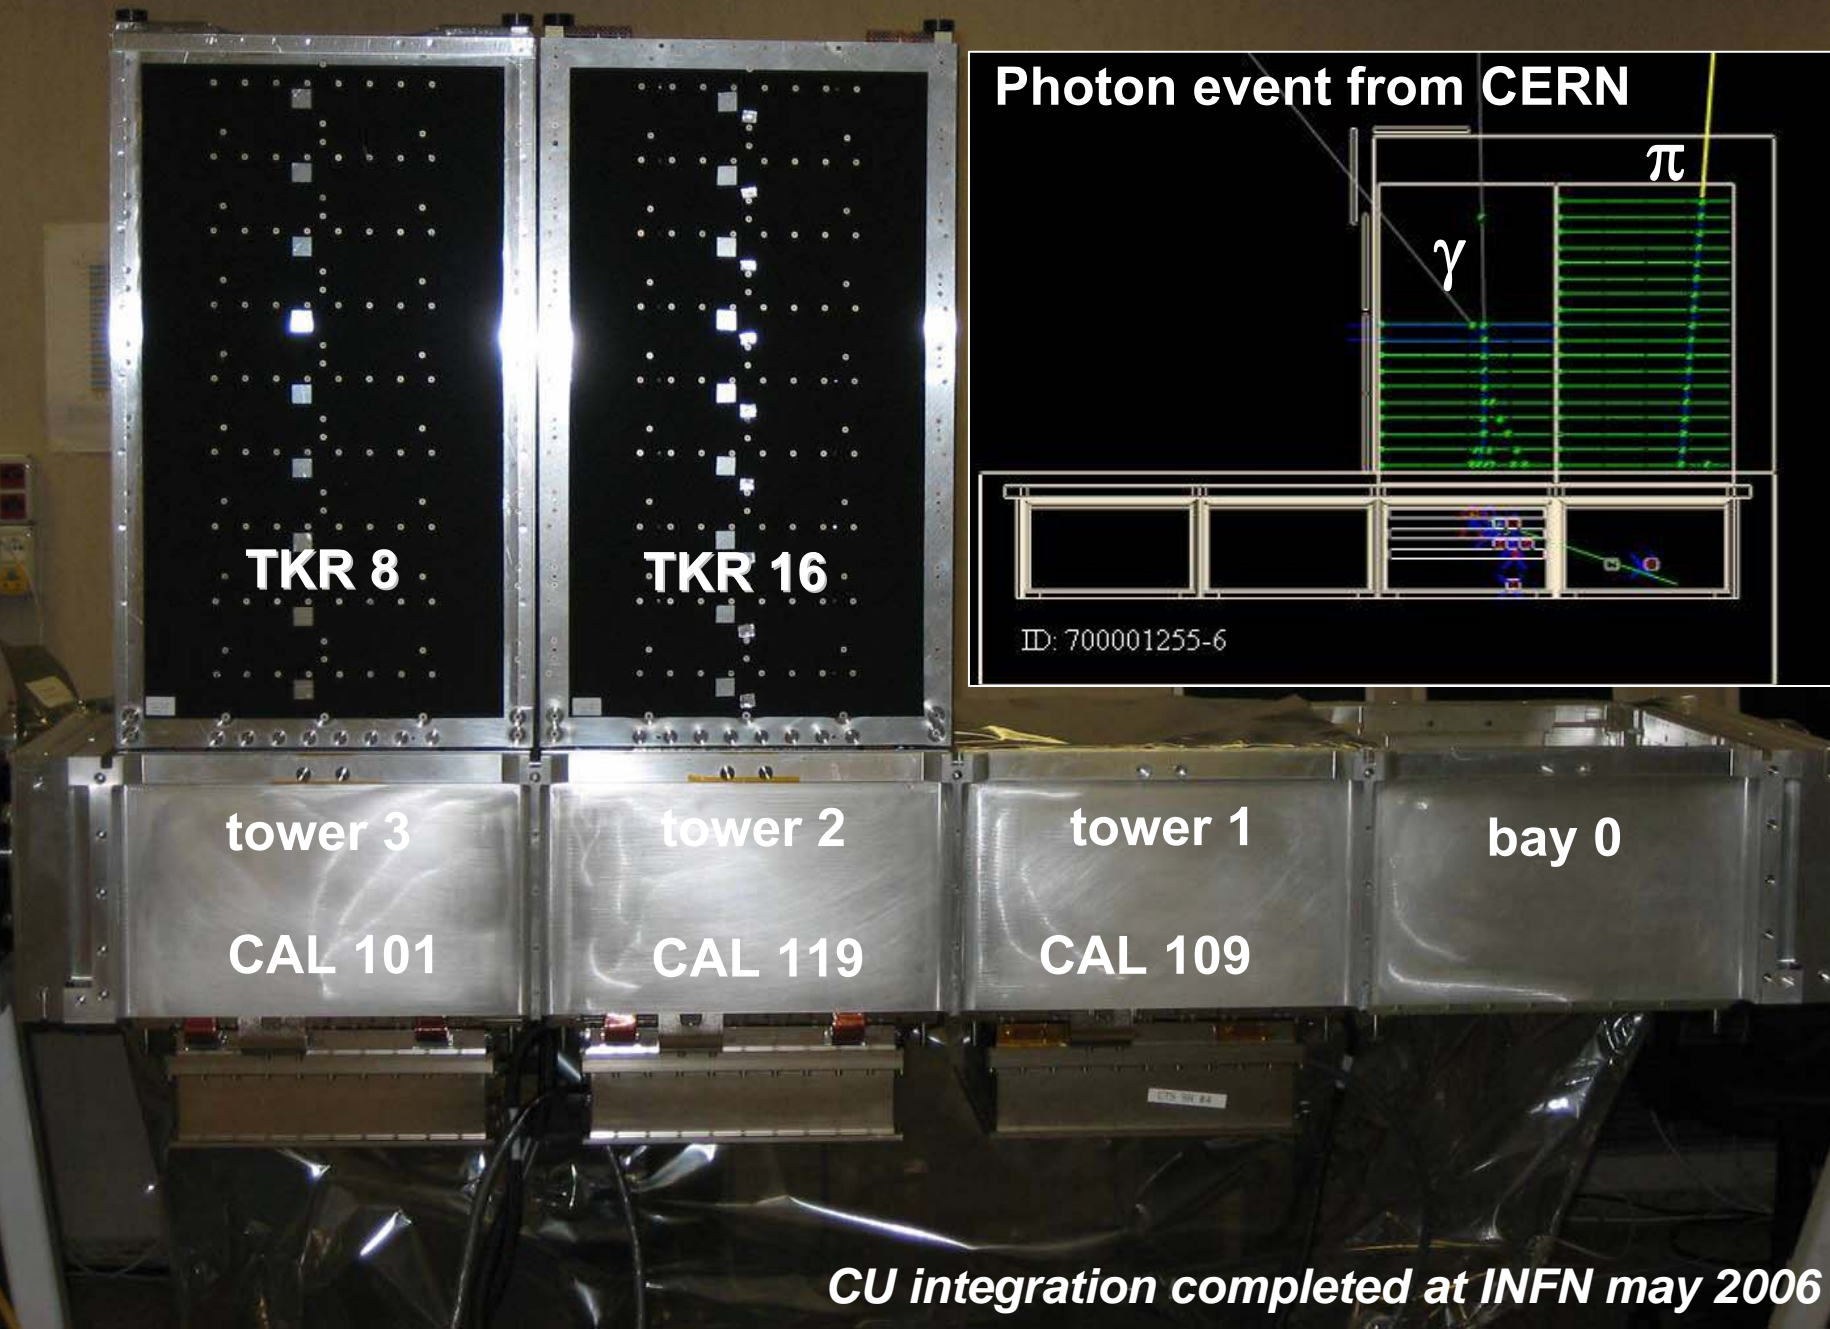 Photon event from CERN
π
γ
TKR 8
TKR 16
ID: 700001255-6
tower 3
tower 2
tower 1
bay 0
CAL 101
CAL 119
CAL 109
CU integration completed at INFN may 2006